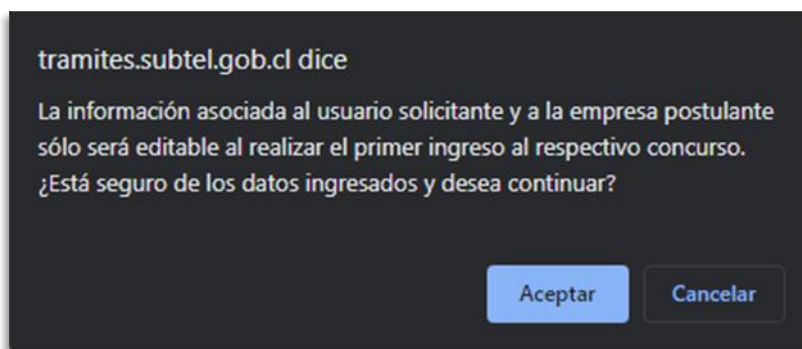 tramites.subtel.gob.cl dice
La información asociada al usuario solicitante y a la empresa postulante
sólo será editable al realizar el primer ingreso al respectivo concurso.
¿Está seguro de los datos ingresados y desea continuar?
Aceptar Cancelar